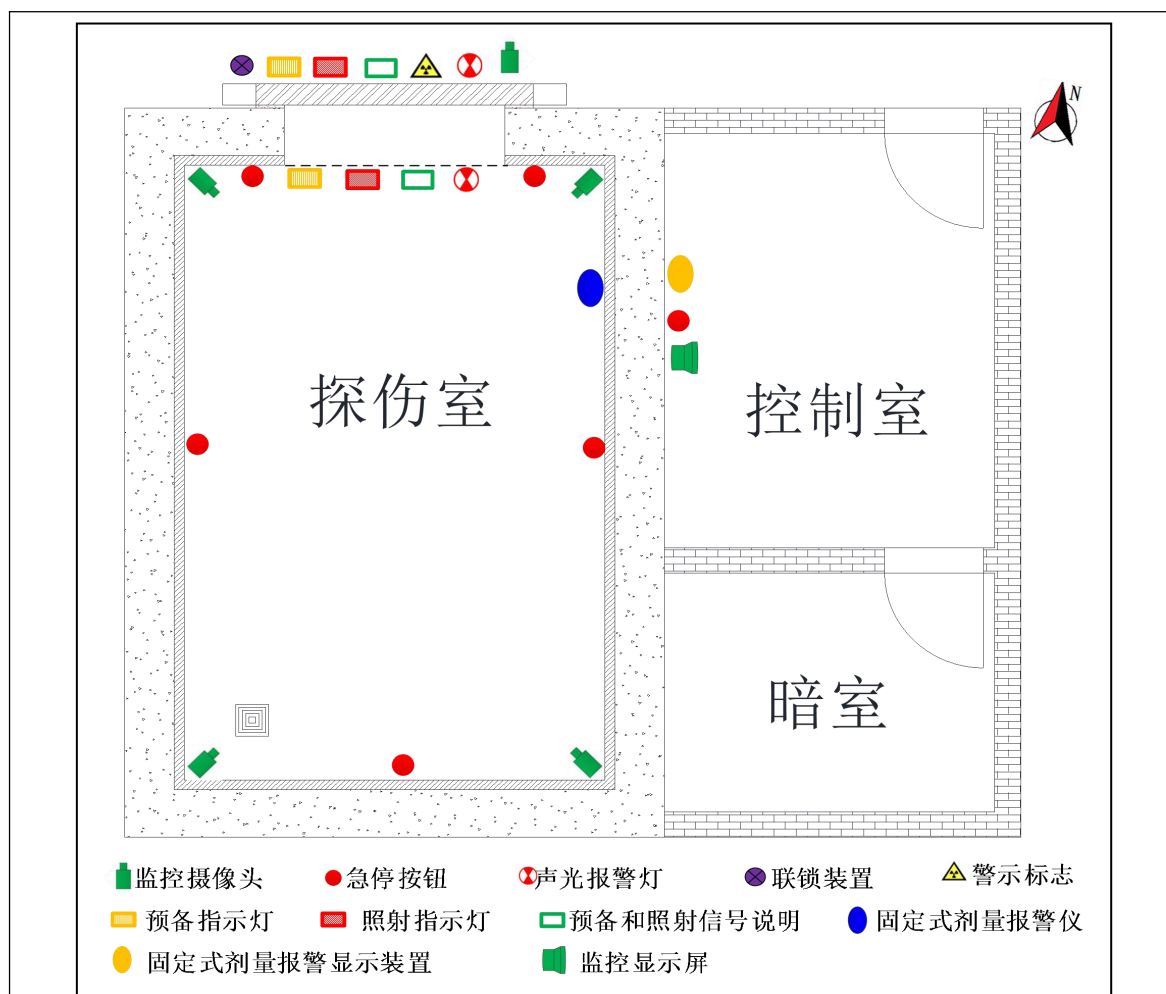 N
探伤室
控制室
暗室
监控摄像头 急停按钮 声光报警灯 联锁装置 警示标志
预备指示灯 照射指示灯 预备和照射信号说明 固定式剂量报警仪
固定式剂量报警显示装置 监控显示屏